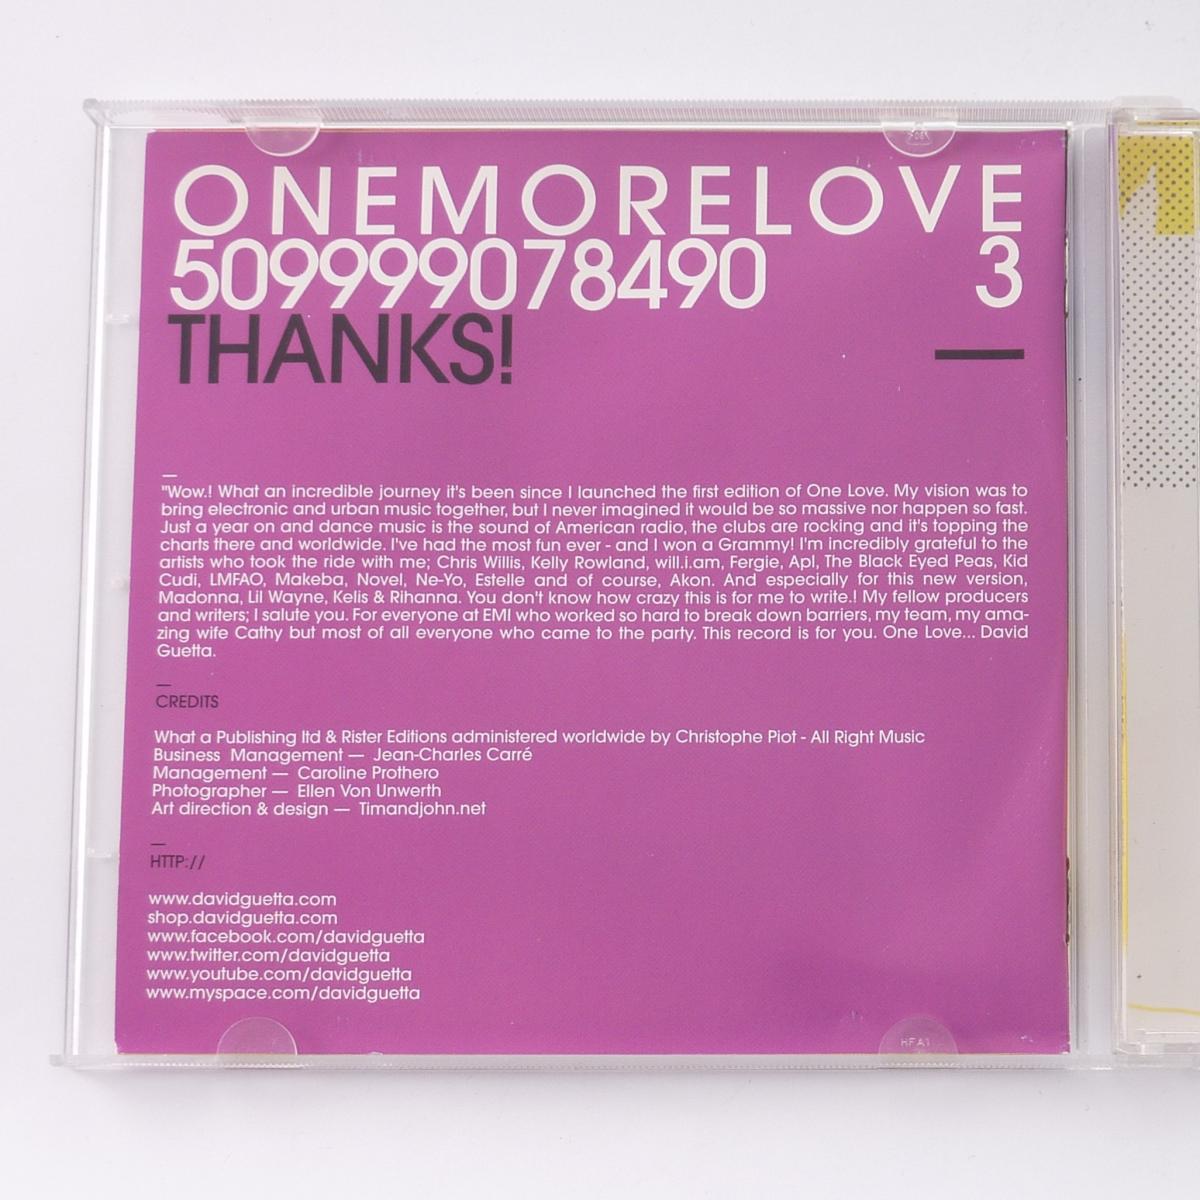 ONEMORELOVE
509999078490 3
THANKS!
—
"Wow.! What an incredible journey it's been since I launched the first edition of One Love. My vision was to
bring electronic and urban music together, but I never imagined it would be so massive nor happen so fast.
Just a year on and dance music is the sound of American radio, the clubs are rocking and it's topping the
charts there and worldwide. I've had the most fun ever - and I won a Grammy! I'm incredibly grateful to the
artists who took the ride with me; Chris Willis, Kelly Rowland, will.i.am, Fergie, Apl, The Black Eyed Peas, Kid
Cudi, LMFAO, Makeba, Novel, Ne-Yo, Estelle and of course, Akon. And especially for this new version,
Madonna, Lil Wayne, Kelis & Rihanna. You don't know how crazy this is for me to write.! My fellow producers
and writers; I salute you. For everyone at EMI who worked so hard to break down barriers, my team, my ama-
zing wife Cathy but most of all everyone who came to the party. This record is for you. One Love... David
Guetta.
—
CREDITS
What a Publishing ltd & Rister Editions administered worldwide by Christophe Piot - All Right Music
Business Management — Jean-Charles Carré
Management — Caroline Prothero
Photographer — Ellen Von Unwerth
Art direction & design — Timandjohn.net
—
HTTP://
www.davidguetta.com
shop.davidguetta.com
www.facebook.com/davidguetta
www.twitter.com/davidguetta
www.youtube.com/davidguetta
www.myspace.com/davidguetta